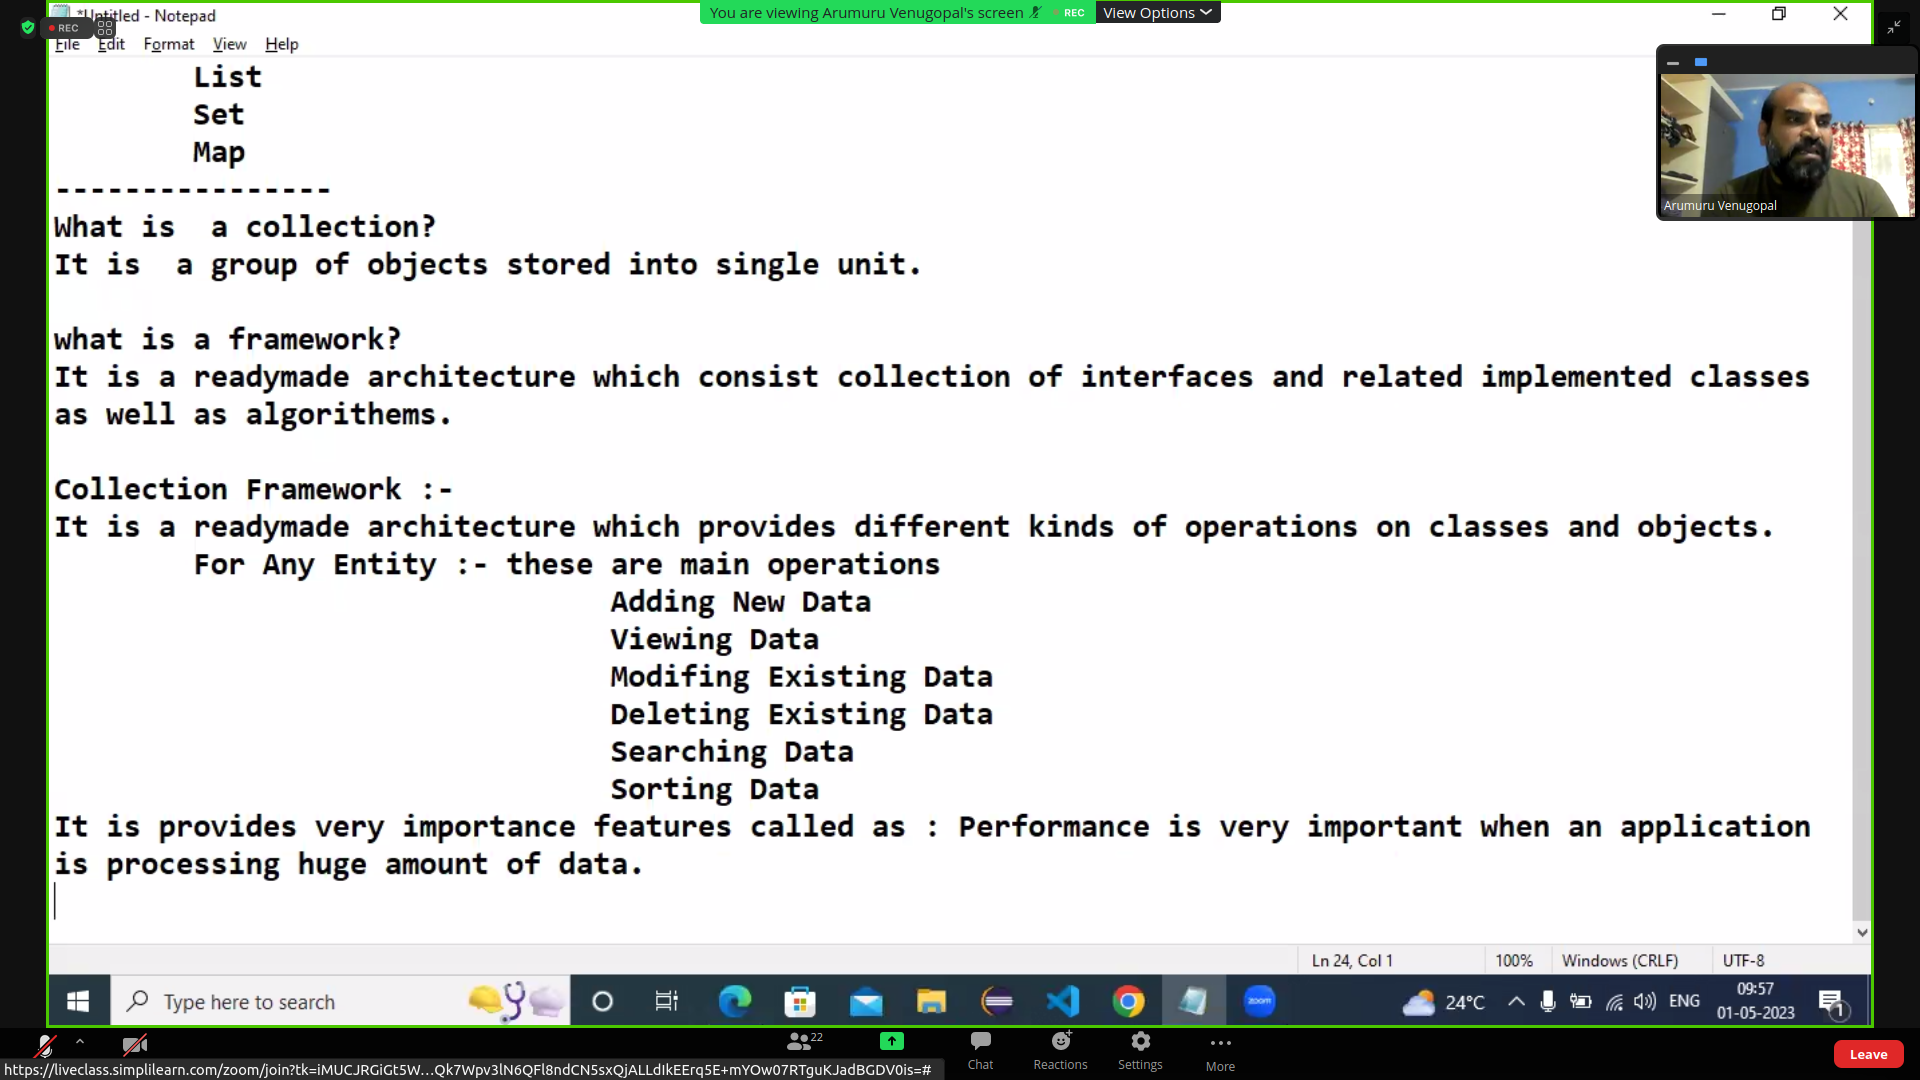 *Untitled - Notepad
You are viewing Arumuru Venugopal's screen
REC
View Options
REC
File Edit Format View Help
List
Set
Map
----------------
What is  a collection?
It is  a group of objects stored into single unit.
what is a framework?
It is a readymade architecture which consist collection of interfaces and related implemented classes
as well as algorithems.
Collection Framework :-
It is a readymade architecture which provides different kinds of operations on classes and objects.
For Any Entity :- these are main operations
Adding New Data
Viewing Data
Modifing Existing Data
Deleting Existing Data
Searching Data
Sorting Data
It is provides very importance features called as : Performance is very important when an application
is processing huge amount of data.
Arumuru Venugopal
Ln 24, Col 1
100%
Windows (CRLF)
UTF-8
Type here to search
zoom
24°C
ENG
09:57
01-05-2023
1
22
Chat
Reactions
Settings
More
Leave
https://liveclass.simplilearn.com/zoom/join?tk=iMUCJRGiGt5W…Qk7Wpv3lN6QFl8ndCN5sxQjALLdIkEErq5E+mYOw07RTguKJadBGDV0is=#